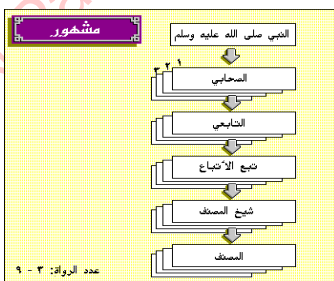 مشهور
النبي صلى الله عليه وسلم
١ ٢ ٣
الصحابي
التابعي
تبع الأتباع
شيخ المصنف
المصنف
عدد الرواة: ٣ - ٩